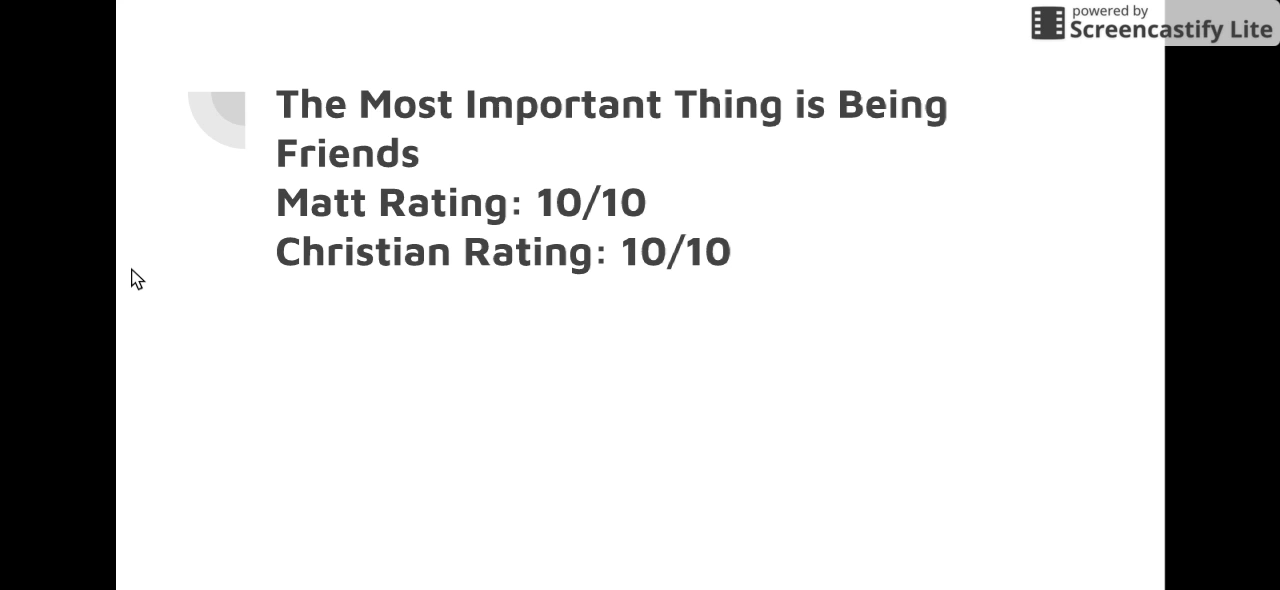 powered by
Screencastify Lite
The Most Important Thing is Being
Friends
Matt Rating: 10/10
Christian Rating: 10/10